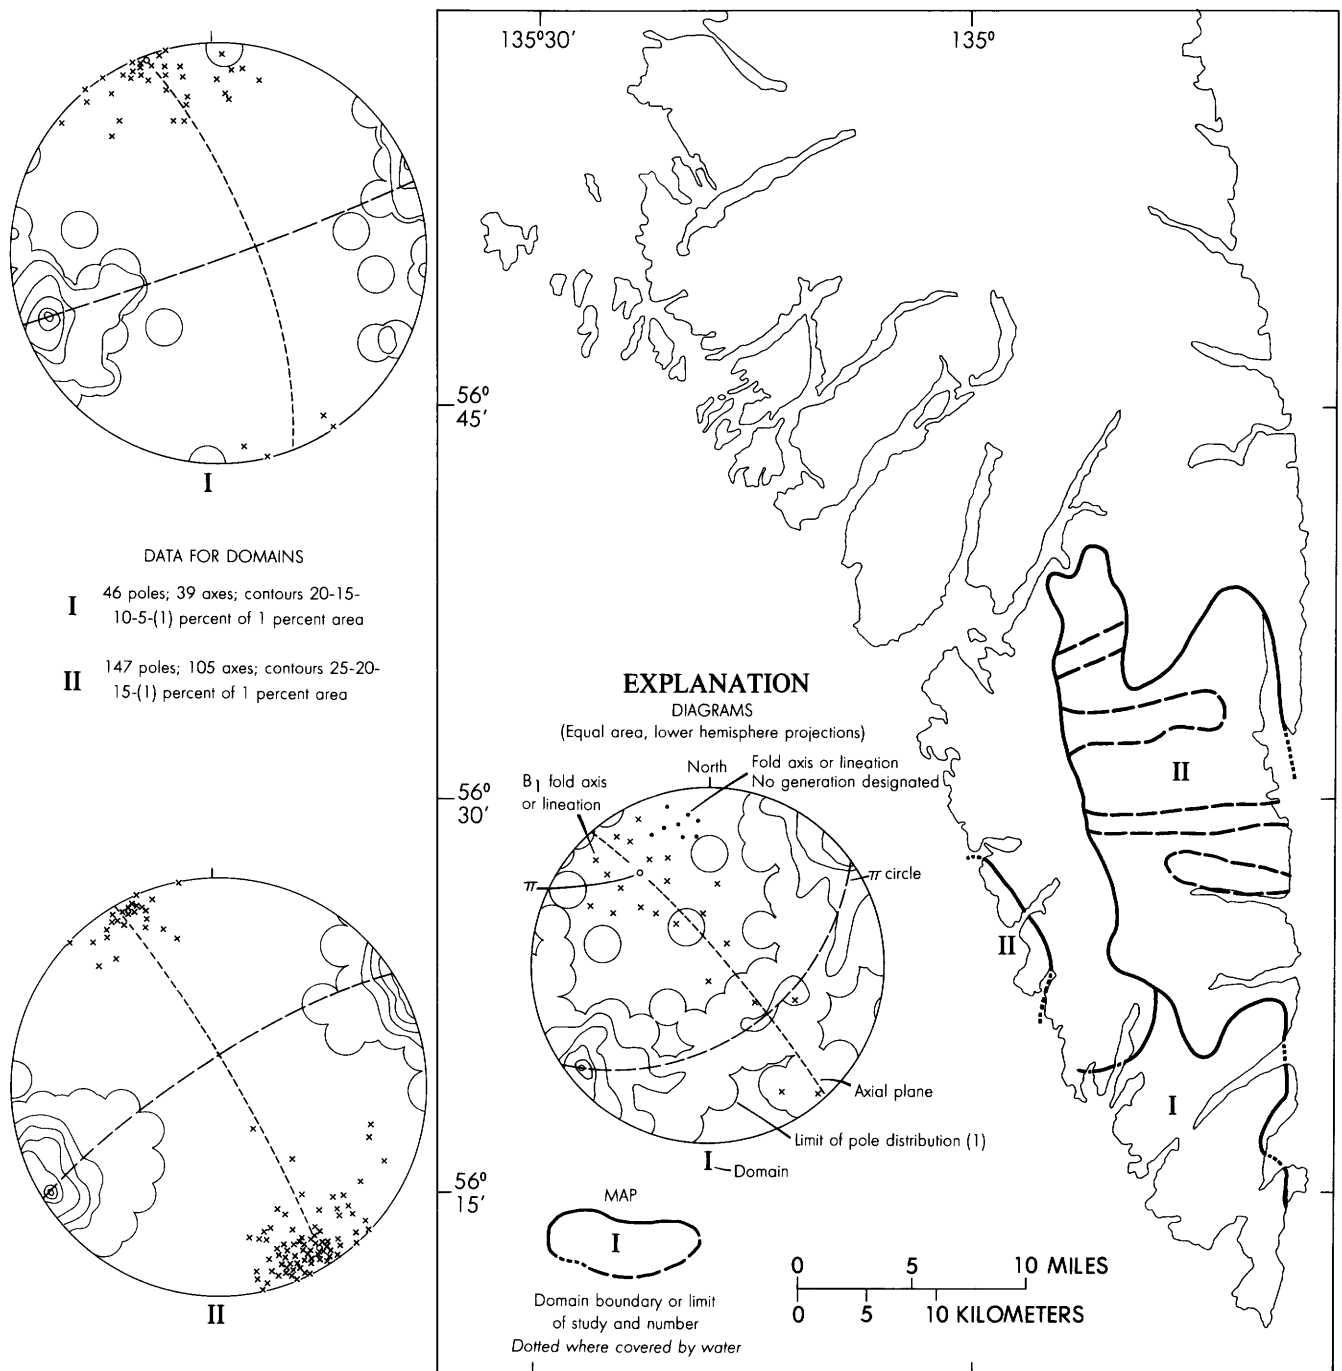 I
DATA FOR DOMAINS
I 46 poles; 39 axes; contours 20-15-
10-5-(1) percent of 1 percent area
II 147 poles; 105 axes; contours 25-20-
15-(1) percent of 1 percent area
II
135°30'
135°
56°
45'
56°
30'
56°
15'
II
II
I
EXPLANATION
DIAGRAMS
(Equal area, lower hemisphere projections)
North
Fold axis or lineation
No generation designated
B1 fold axis
or lineation
π
π circle
Axial plane
Limit of pole distribution (1)
I
Domain
MAP
I
Domain boundary or limit
of study and number
Dotted where covered by water
0 5 10 MILES
0 5 10 KILOMETERS